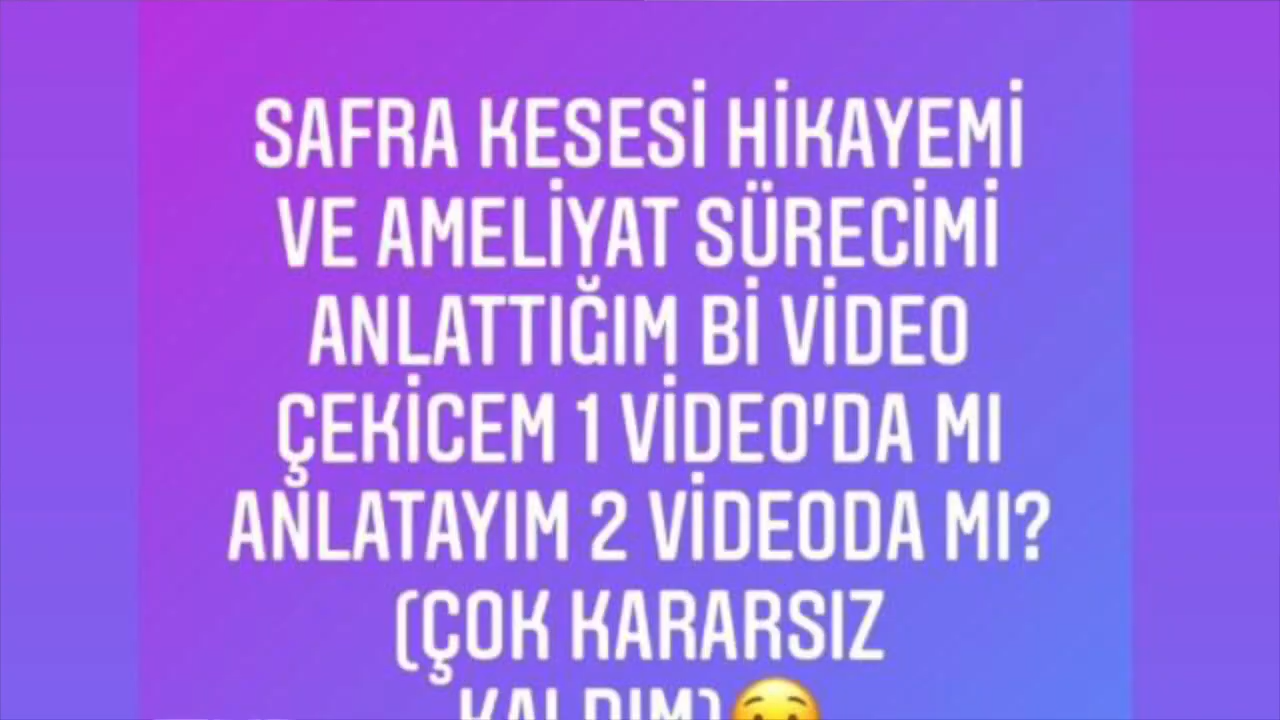 SAFRA KESESİ HİKAYEMİ
VE AMELİYAT SÜRECİMİ
ANLATTIĞIM Bİ VİDEO
ÇEKİCEM 1 VİDEO'DA MI
ANLATAYIM 2 VİDEODA MI?
(ÇOK KARARSIZ
KALDIM)